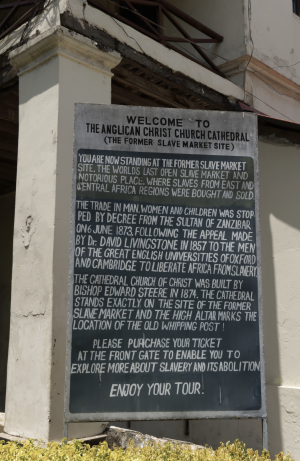 WELCOME TO
THE ANGLICAN CHRIST CHURCH CATHEDRAL
(THE FORMER SLAVE MARKET SITE)
YOU ARE NOW STANDING AT THE FORMER SLAVE MARKET
SITE, THE WORLDS LAST OPEN SLAVE MARKET AND
NOTORIOUS PLACE, WHERE SLAVES FROM EAST AND
CENTRAL AFRICA REGIONS WERE BOUGHT AND SOLD
THE TRADE IN MAN, WOMEN AND CHILDREN WAS STOP
PED BY DECREE FROM THE SULTAN OF ZANZIBAR,
ON 6 JUNE 1873, FOLLOWING THE APPEAL MADE
BY Dr. DAVID LIVINGSTONE IN 1857 TO THE MEN
OF THE GREAT ENGLISH UNIVERSITIES OF OXFORD
AND CAMBRIDGE TO LIBERATE AFRICA FROM SLAVERY
THE CATHEDRAL CHURCH OF CHRIST WAS BUILT BY
BISHOP EDWARD STEERE IN 1874. THE CATHEDRAL
STANDS EXACTLY ON THE SITE OF THE FORMER
SLAVE MARKET AND THE HIGH ALTAR MARKS THE
LOCATION OF THE OLD WHIPPING POST!
PLEASE PURCHASE YOUR TICKET
AT THE FRONT GATE TO ENABLE YOU TO
EXPLORE MORE ABOUT SLAVERY AND ITS ABOLITION
ENJOY YOUR TOUR.